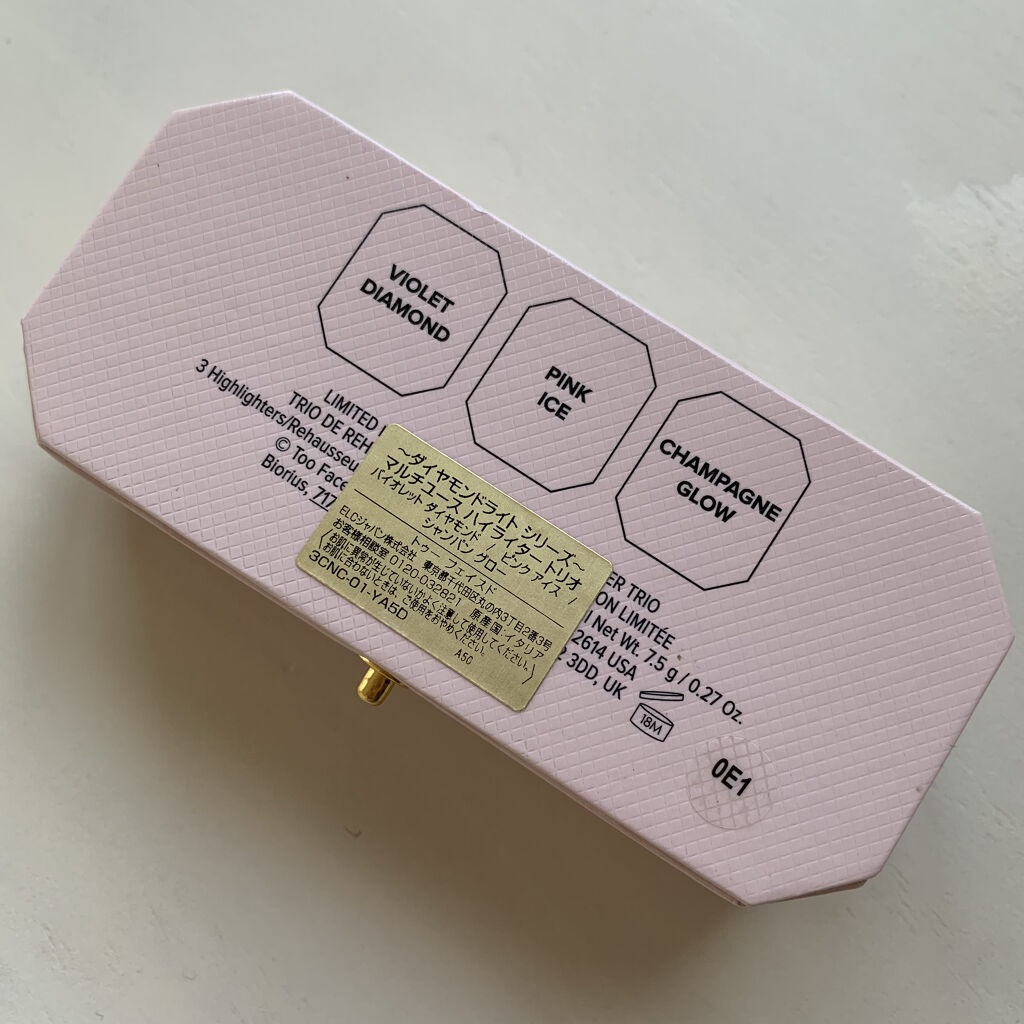 VIOLET
DIAMOND
PINK
ICE
CHAMPAGNE
GLOW
LIMITED
TRIO DE REH
3 Highlighters/Rehausseu
© Too Face
Biorius, 717
ER TRIO
ON LIMITÉE
l Net Wt. 7.5 g / 0.27 Oz.
2614 USA
3DD, UK
18M
0E1
～ダイヤモンドライト シリーズ～
マルチユース ハイライター トリオ
バイオレット ダイヤモンド / ピンク アイス /
シャンパン グロー
トゥー フェイスド
ELCジャパン株式会社 東京都千代田区丸の内3丁目2番3号
お客様相談室 0120-032821 原産国:イタリア
お肌に異常が生じていないかよく注意して使用してください。
お肌に合わないときは、ご使用をおやめください。
3CNC-01-YA5D
A50